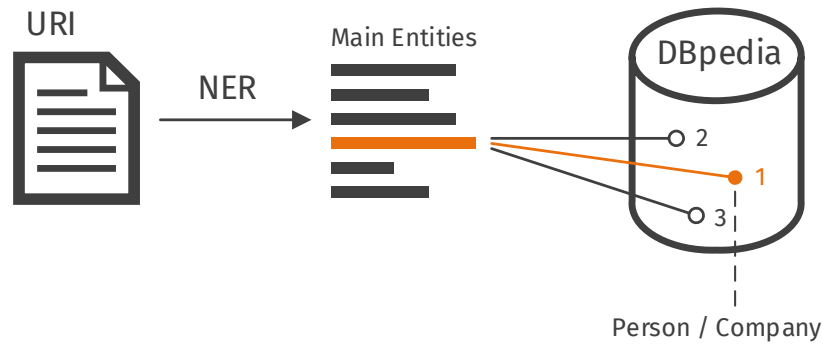 URI
NER
Main Entities
DBpedia
2
1
3
Person / Company